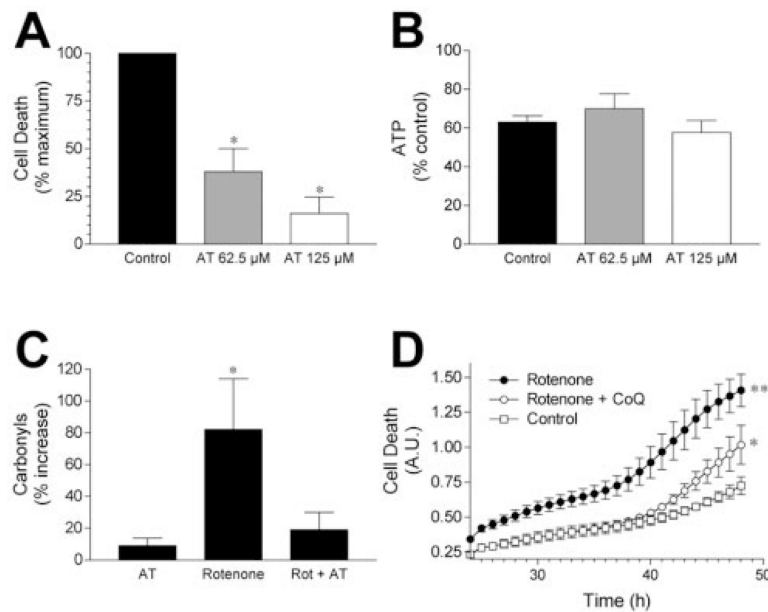 A
Cell Death
(% maximum)
100
75
50
25
0
*
*
Control
AT 62.5 µM
AT 125 µM
B
ATP
(% control)
100
80
60
40
20
0
Control
AT 62.5 µM
AT 125 µM
C
Carbonyls
(% increase)
120
100
80
60
40
20
0
*
AT
Rotenone
Rot + AT
D
Cell Death
(A.U.)
1.50
1.25
1.00
0.75
0.50
0.25
Rotenone
Rotenone + CoQ
Control
**
*
30
40
50
Time (h)